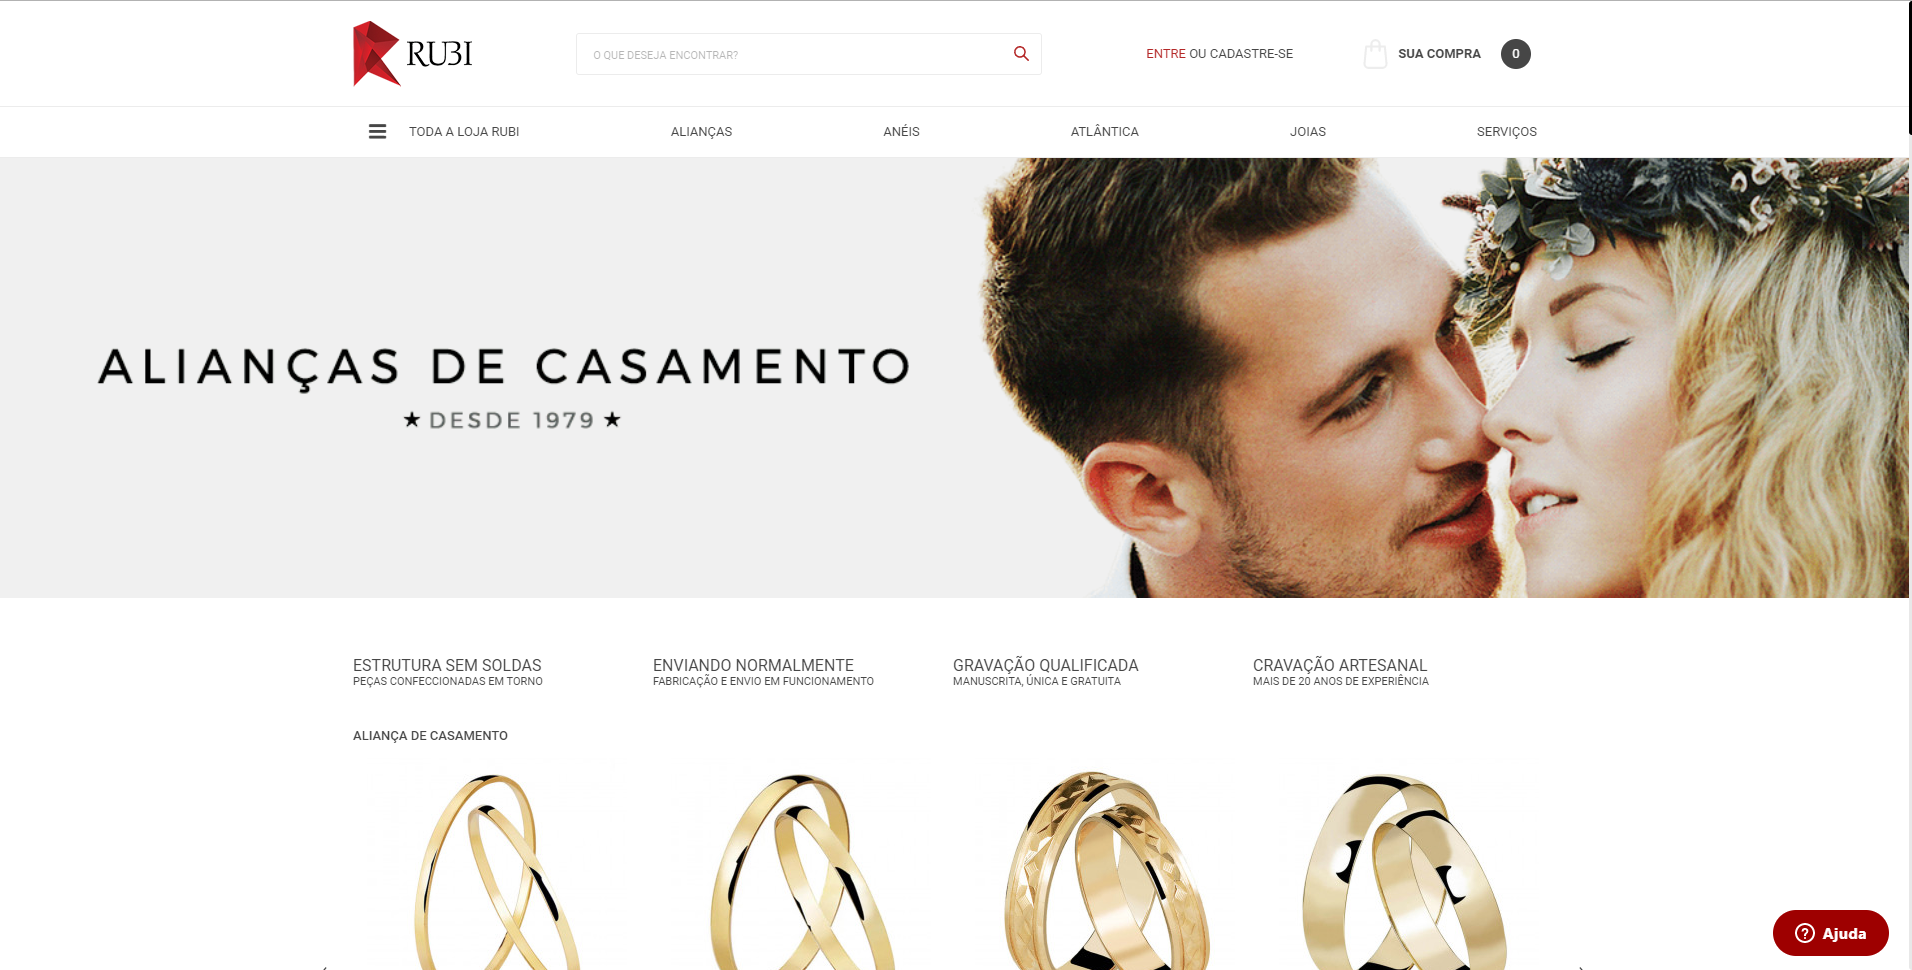 RUBI
O QUE DESEJA ENCONTRAR?
ENTRE OU CADASTRE-SE
SUA COMPRA
0
TODA A LOJA RUBI
ALIANÇAS
ANÉIS
ATLÂNTICA
JOIAS
SERVIÇOS
ALIANÇAS DE CASAMENTO
★ DESDE 1979 ★
ESTRUTURA SEM SOLDAS
PEÇAS CONFECCIONADAS EM TORNO
ENVIANDO NORMALMENTE
FABRICAÇÃO E ENVIO EM FUNCIONAMENTO
GRAVAÇÃO QUALIFICADA
MANUSCRITA, ÚNICA E GRATUITA
CRAVAÇÃO ARTESANAL
MAIS DE 20 ANOS DE EXPERIÊNCIA
ALIANÇA DE CASAMENTO
Ajuda